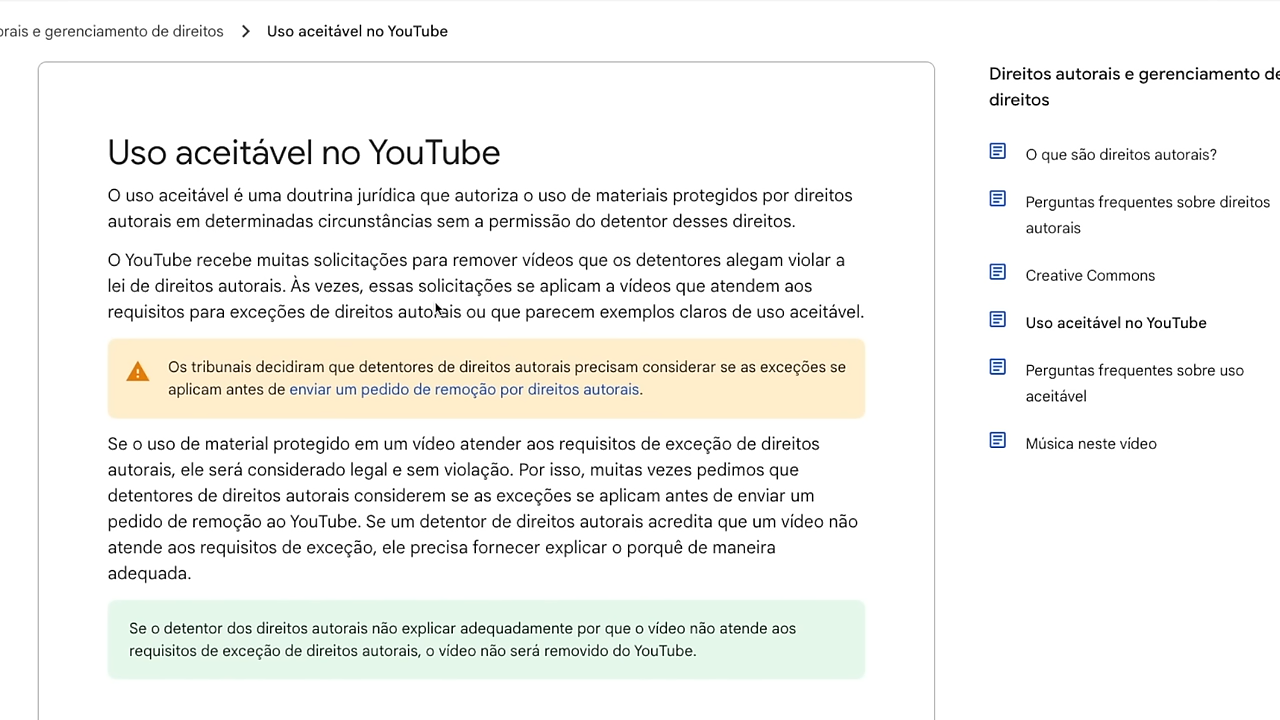 orais e gerenciamento de direitos > Uso aceitável no YouTube
Uso aceitável no YouTube
O uso aceitável é uma doutrina jurídica que autoriza o uso de materiais protegidos por direitos
autorais em determinadas circunstâncias sem a permissão do detentor desses direitos.
O YouTube recebe muitas solicitações para remover vídeos que os detentores alegam violar a
lei de direitos autorais. Às vezes, essas solicitações se aplicam a vídeos que atendem aos
requisitos para exceções de direitos autorais ou que parecem exemplos claros de uso aceitável.
Os tribunais decidiram que detentores de direitos autorais precisam considerar se as exceções se
aplicam antes de enviar um pedido de remoção por direitos autorais.
Se o uso de material protegido em um vídeo atender aos requisitos de exceção de direitos
autorais, ele será considerado legal e sem violação. Por isso, muitas vezes pedimos que
detentores de direitos autorais considerem se as exceções se aplicam antes de enviar um
pedido de remoção ao YouTube. Se um detentor de direitos autorais acredita que um vídeo não
atende aos requisitos de exceção, ele precisa fornecer explicar o porquê de maneira
adequada.
Se o detentor dos direitos autorais não explicar adequadamente por que o vídeo não atende aos
requisitos de exceção de direitos autorais, o vídeo não será removido do YouTube.
Direitos autorais e gerenciamento de
direitos
O que são direitos autorais?
Perguntas frequentes sobre direitos
autorais
Creative Commons
Uso aceitável no YouTube
Perguntas frequentes sobre uso
aceitável
Música neste vídeo